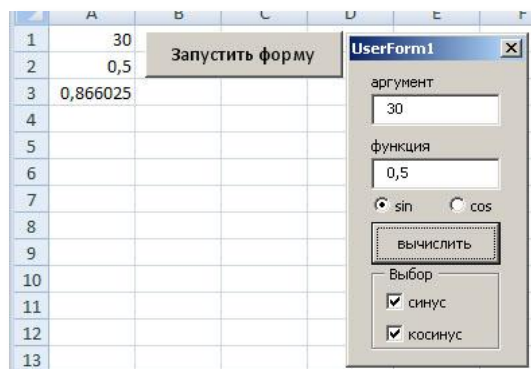 A B C D E F
1 30
2 0,5
3 0,866025
4
5
6
7
8
9
10
11
12
13
Запустить форму
UserForm1
аргумент
30
функция
0,5
sin cos
вычислить
Выбор
синус
косинус